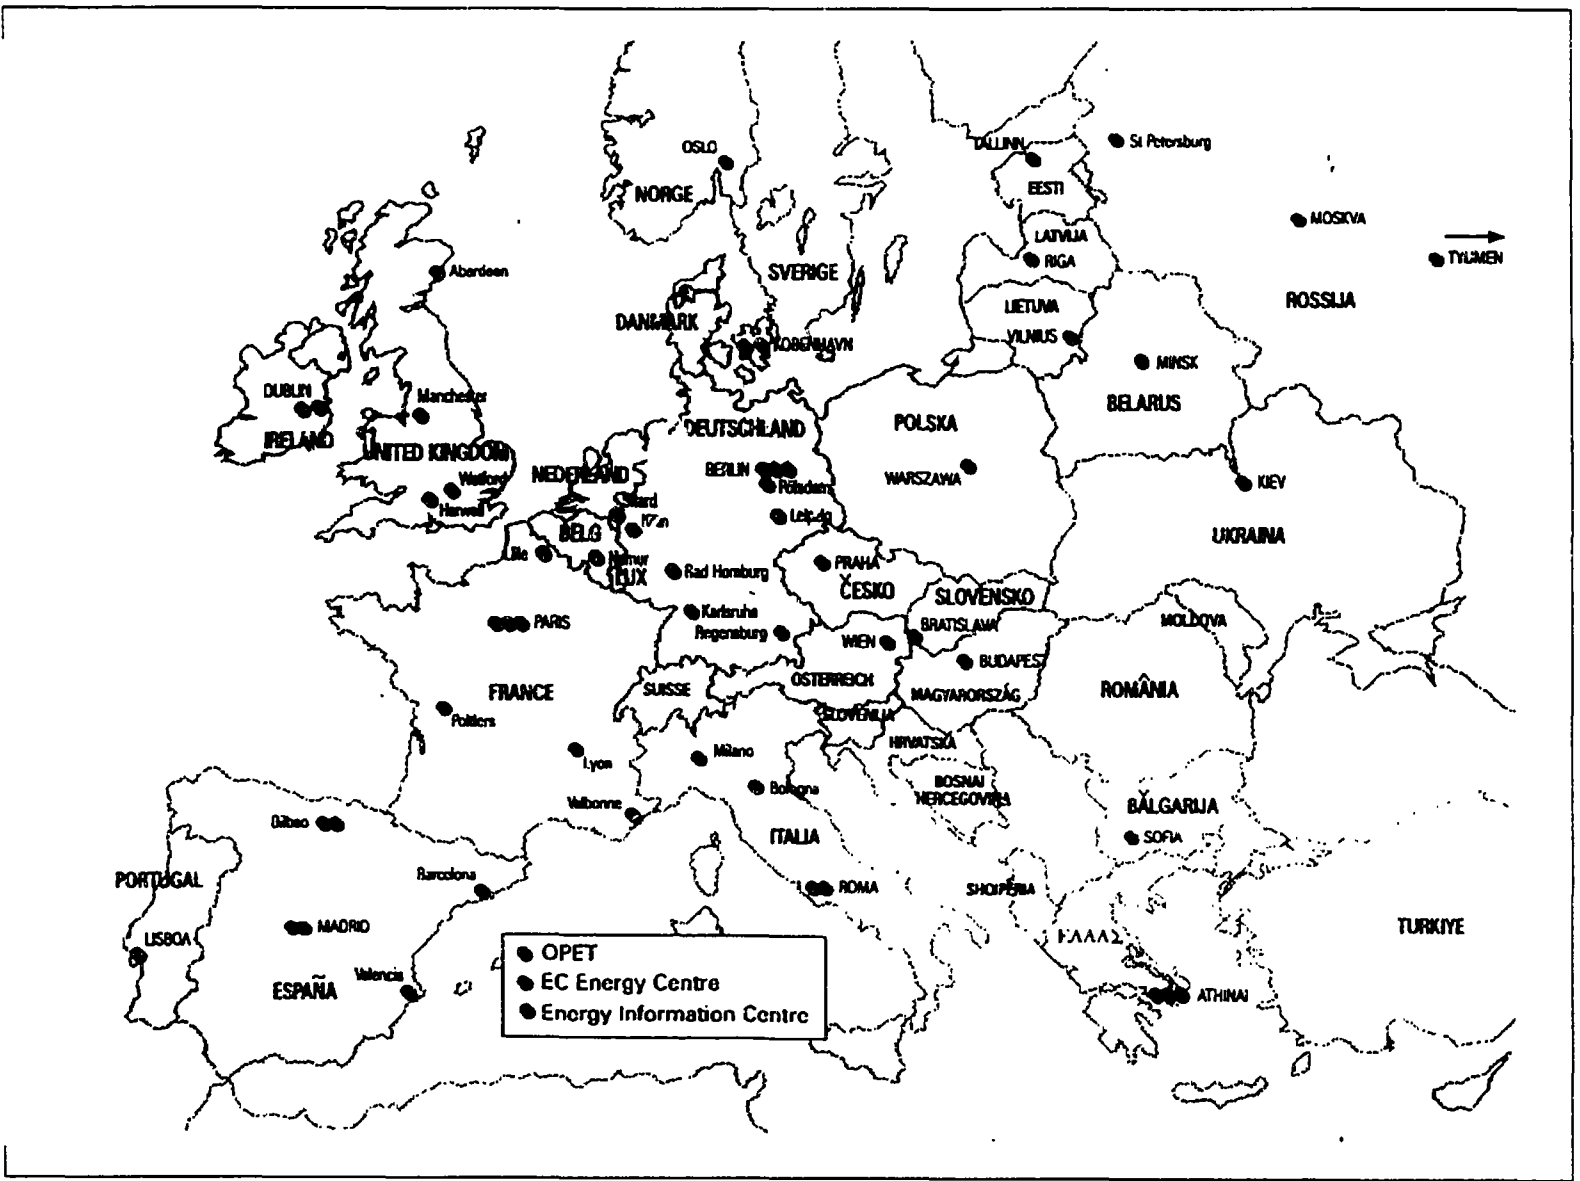 OSLO
NORGE
TALLINN
St Petersburg
EESTI
MOSKVA
LATVIJA
RIGA
TYUMEN
SVERIGE
Aberdeen
ROSSIJA
LIETUVA
DANMARK
VILNIUS
KOBENHAVN
MINSK
DUBLIN
Manchester
BELARUS
IRELAND
DEUTSCHLAND
POLSKA
UNITED KINGDOM
NEDERLAND
BERLIN
WARSZAWA
Watford
Potsdam
KIEV
Harwell
Leipzig
BELG
UKRAINA
Lille
Namur
LUX
PRAHA
ČESKO
SLOVENSKO
Karlsruhe
PARIS
BRATISLAVA
MOLDOVA
Regensburg
WIEN
BUDAPEST
FRANCE
SUISSE
OSTERREICH
MAGYARORSZÁG
ROMÂNIA
Poitiers
SLOVENIJA
HRVATSKA
Lyon
Milano
BOSNAI
HERCEGOVINA
Bologna
Valbonne
BĂLGARIJA
Bilbao
ITALIA
SOFIA
PORTUGAL
Barcelona
ROMA
SHQIPERIA
MADRID
TURKIYE
LISBOA
ΕΛΛΑΣ
OPET
Valencia
EC Energy Centre
ESPAÑA
ATHINAI
Energy Information Centre